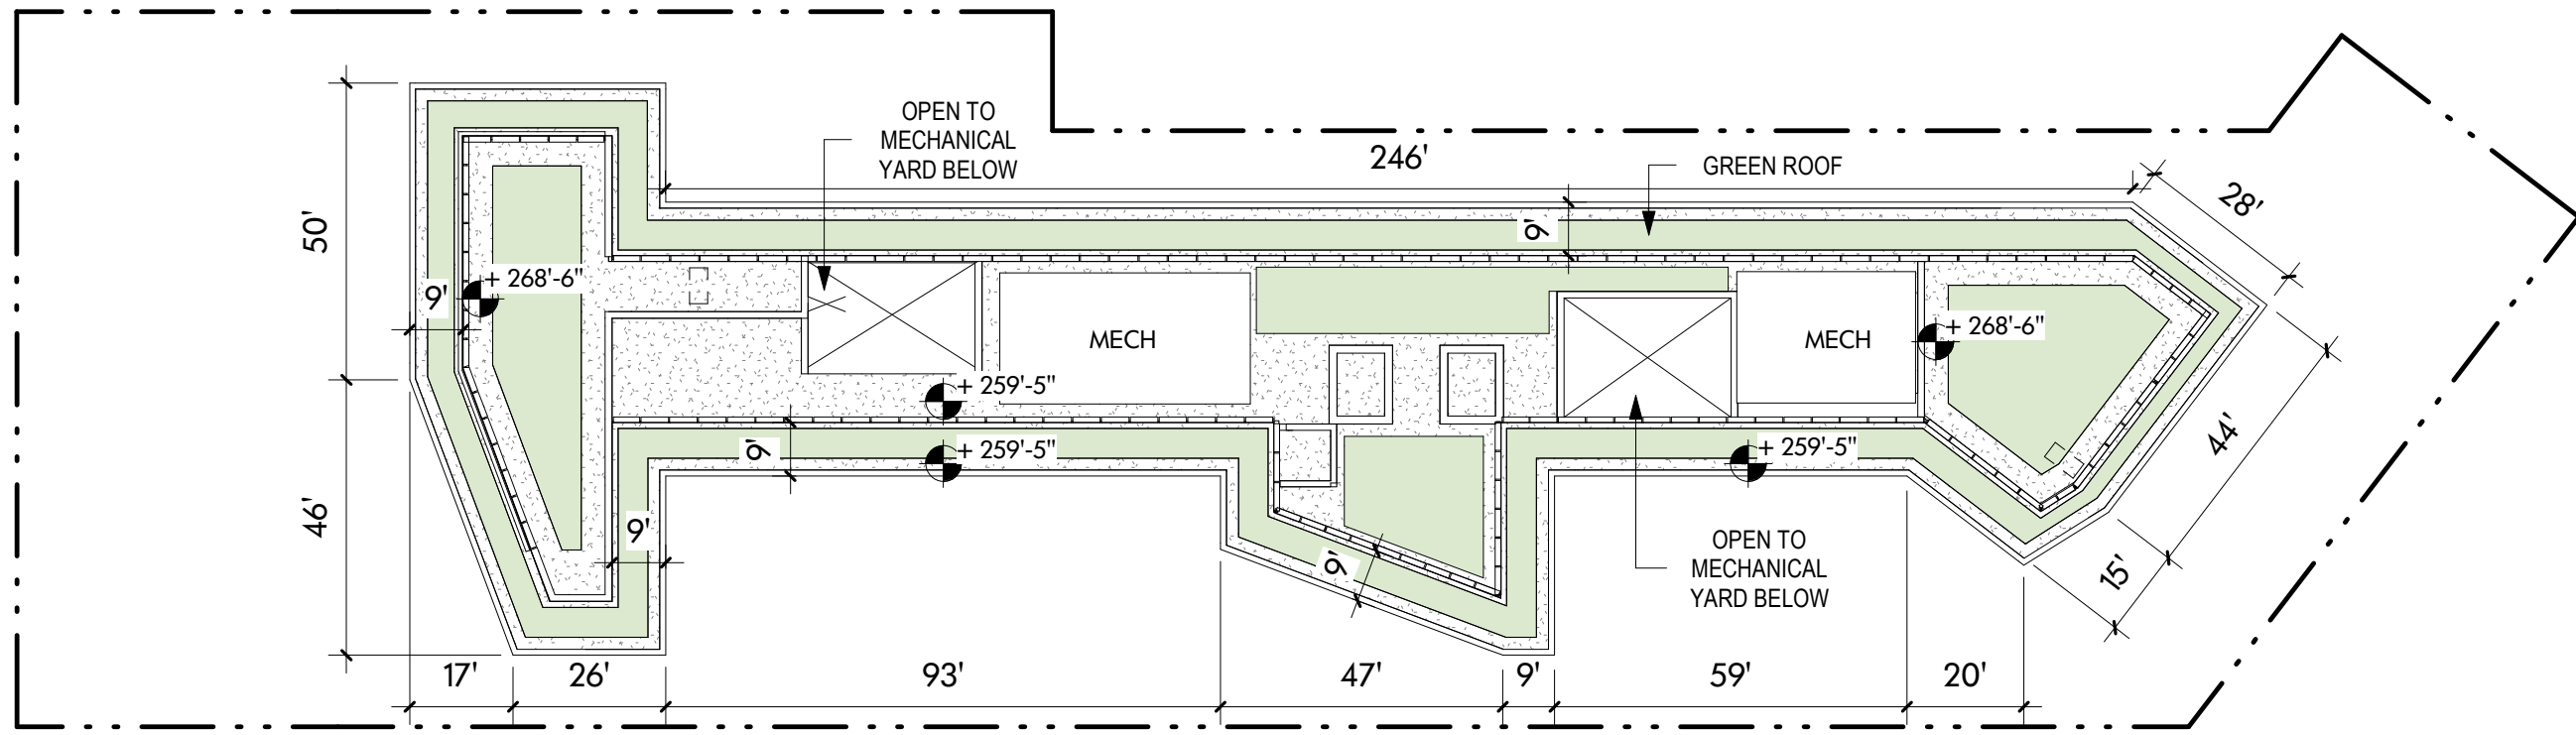 OPEN TO
MECHANICAL
YARD BELOW
246'
GREEN ROOF
28'
50'
9'
9'
+ 268'-6"
MECH
MECH
+ 268'-6"
+ 259'-5"
44'
9'
+ 259'-5"
+ 259'-5"
46'
9'
9'
OPEN TO
MECHANICAL
YARD BELOW
15'
17'
26'
93'
47'
9'
59'
20'